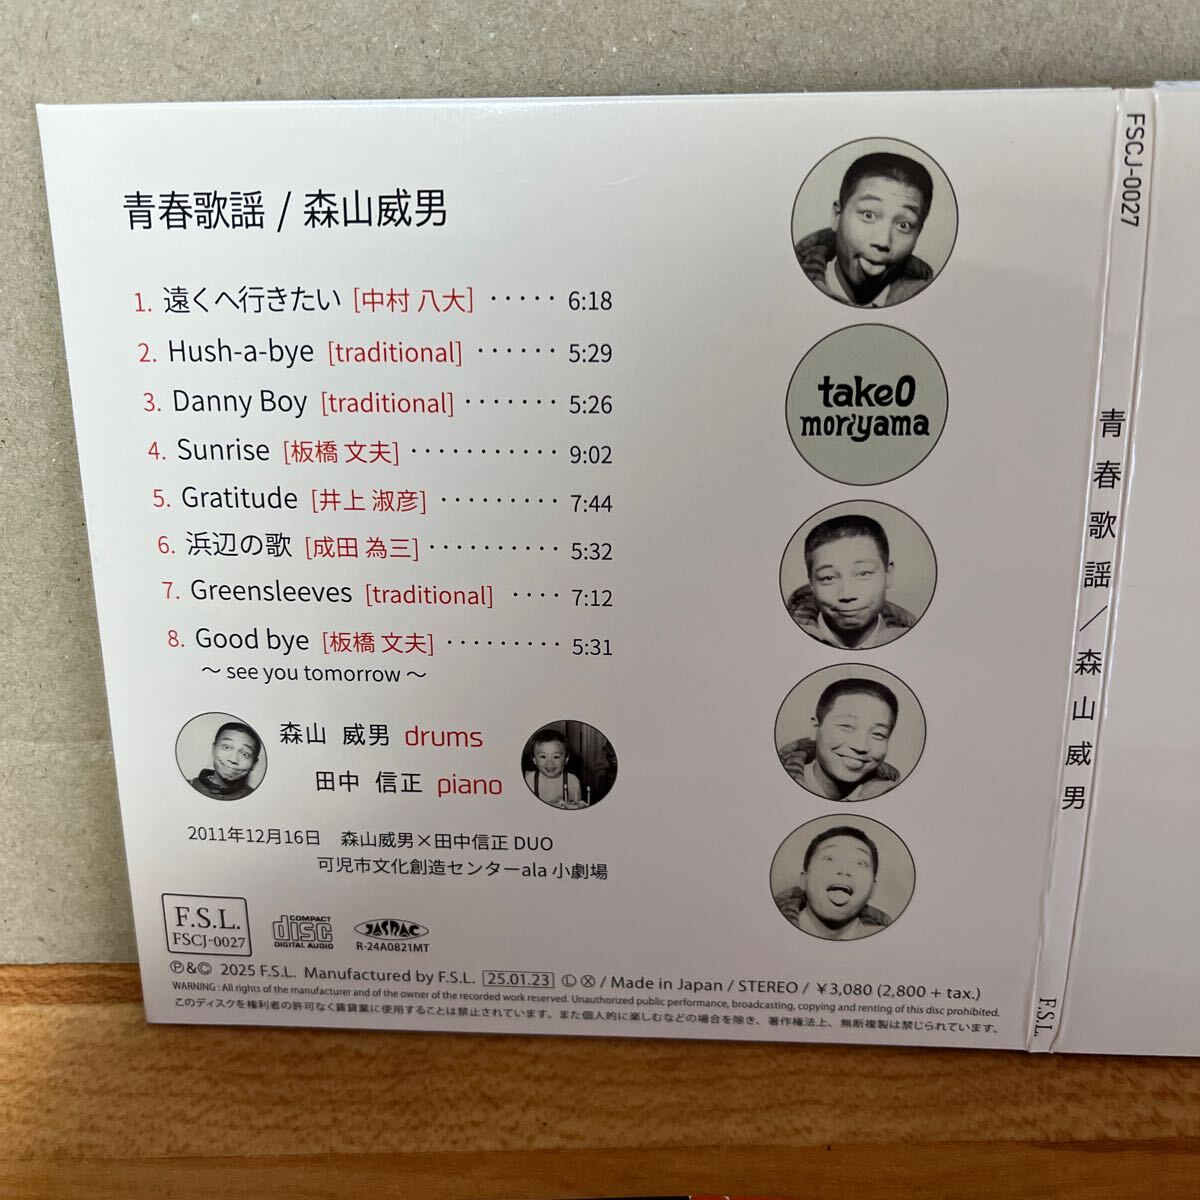 青春歌謡 / 森山威男
1. 遠くへ行きたい [中村 八大] ····· 6:18
2. Hush-a-bye [traditional] ······ 5:29
3. Danny Boy [traditional] ······· 5:26
4. Sunrise [板橋 文夫] ··········· 9:02
5. Gratitude [井上 淑彦] ········· 7:44
6. 浜辺の歌 [成田 為三] ·········· 5:32
7. Greensleeves [traditional] ···· 7:12
8. Good bye [板橋 文夫] ········· 5:31
～ see you tomorrow ～
森山 威男 drums
田中 信正 piano
2011年12月16日 森山威男×田中信正 DUO
可児市文化創造センターala 小劇場
F.S.L.
FSCJ-0027
COMPACT
disc
DIGITAL AUDIO
JASRAC
R-24A0821MT
Ⓟ&© 2025 F.S.L. Manufactured by F.S.L. 25.01.23 Ⓛ Ⓧ / Made in Japan / STEREO / ¥3,080 (2,800 + tax.)
WARNING : All rights of the manufacturer and of the owner of the recorded work reserved. Unauthorized public performance, broadcasting, copying and renting of this disc prohibited.
このディスクを権利者の許可なく賃貸業に使用することは禁止されています。また個人的に楽しむなどの場合を除き、著作権法上、無断複製は禁じられています。
takeO
moriyama
FSCJ-0027
青春歌謡／森山威男
F.S.L.